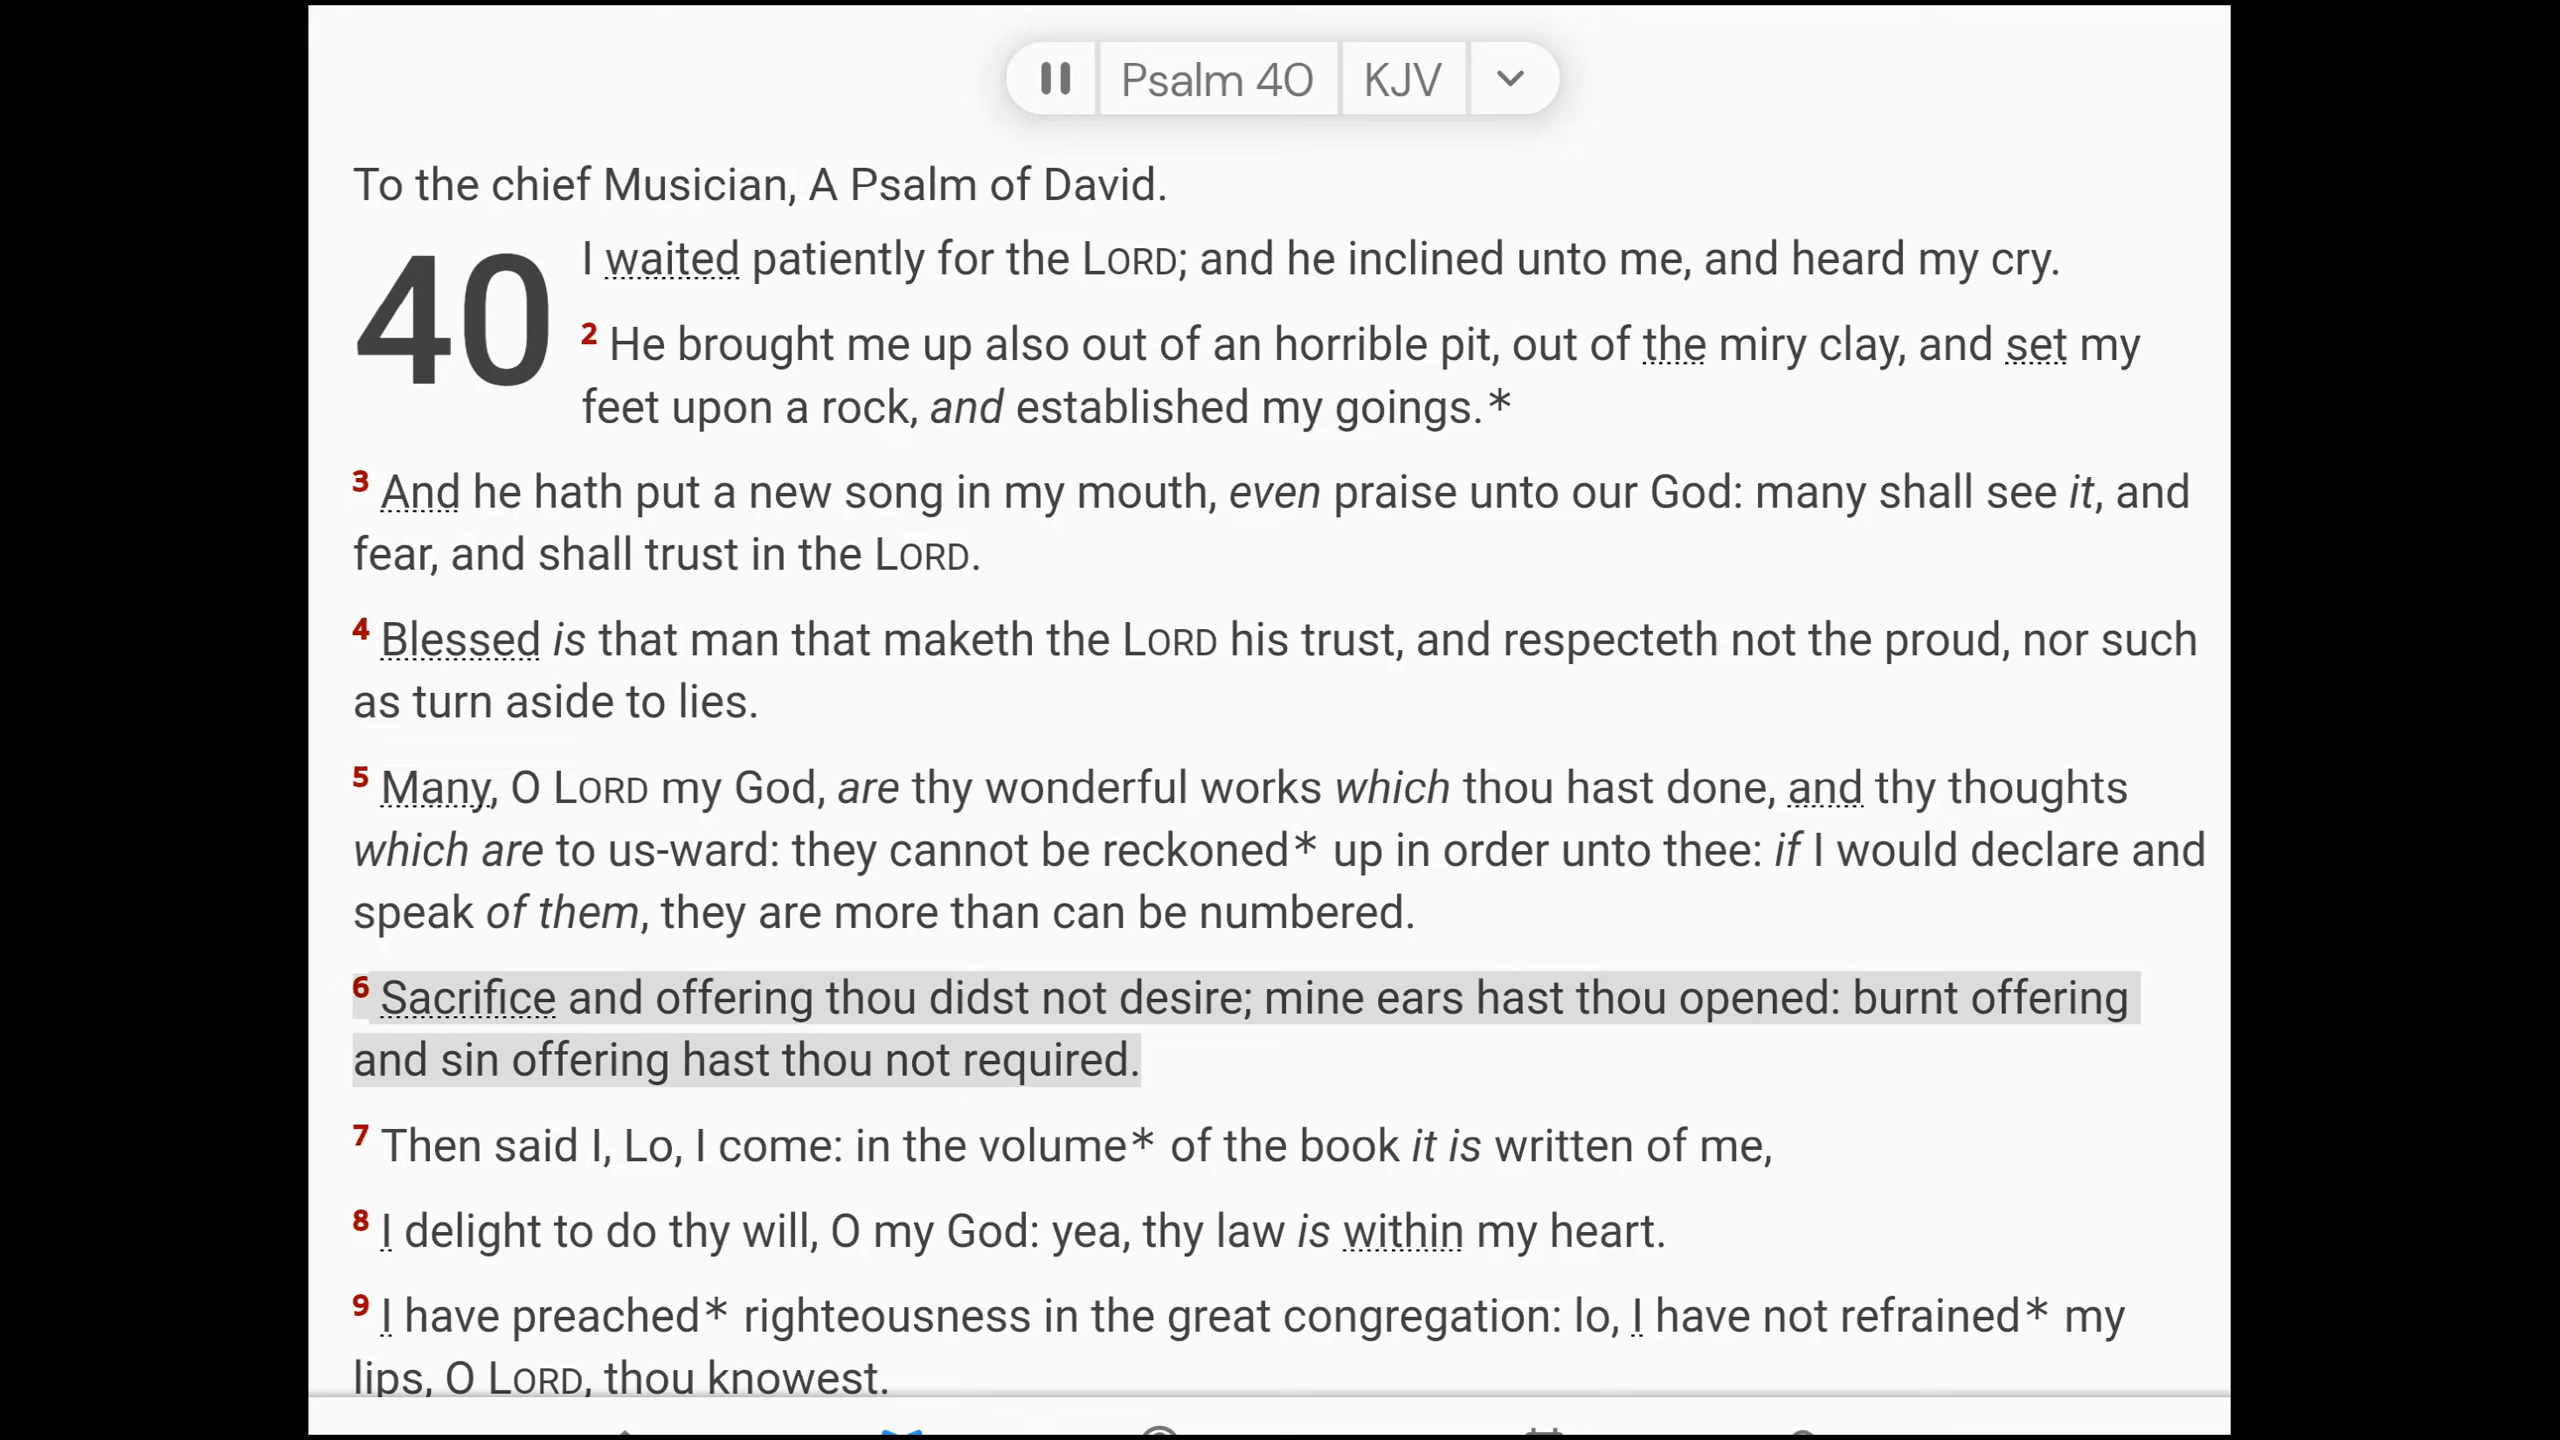 Psalm 40 KJV
To the chief Musician, A Psalm of David.
40 I waited patiently for the LORD; and he inclined unto me, and heard my cry.
2 He brought me up also out of an horrible pit, out of the miry clay, and set my
feet upon a rock, and established my goings.*
3 And he hath put a new song in my mouth, even praise unto our God: many shall see it, and
fear, and shall trust in the LORD.
4 Blessed is that man that maketh the LORD his trust, and respecteth not the proud, nor such
as turn aside to lies.
5 Many, O LORD my God, are thy wonderful works which thou hast done, and thy thoughts
which are to us-ward: they cannot be reckoned* up in order unto thee: if I would declare and
speak of them, they are more than can be numbered.
6 Sacrifice and offering thou didst not desire; mine ears hast thou opened: burnt offering
and sin offering hast thou not required.
7 Then said I, Lo, I come: in the volume* of the book it is written of me,
8 I delight to do thy will, O my God: yea, thy law is within my heart.
9 I have preached* righteousness in the great congregation: lo, I have not refrained* my
lips, O LORD, thou knowest.